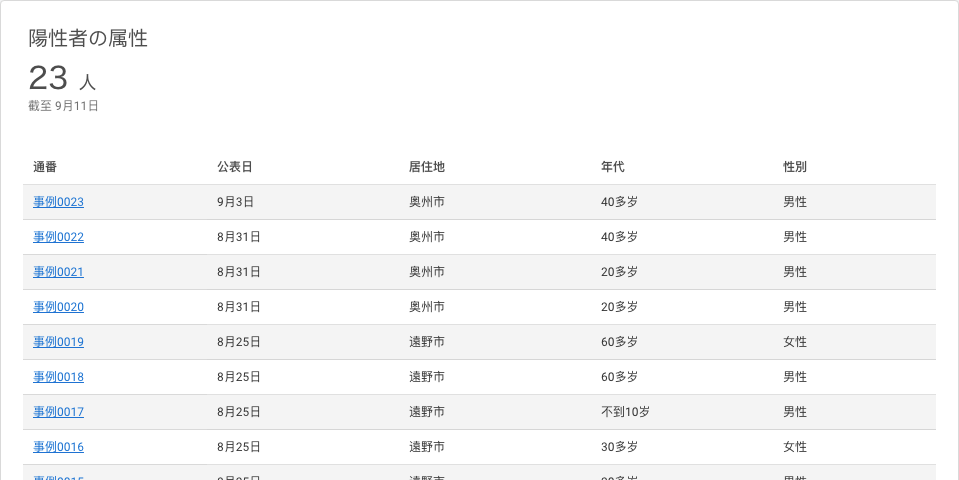 陽性者の属性
23 人
截至 9月11日
通番 公表日 居住地 年代 性別
事例0023 9月3日 奥州市 40多岁 男性
事例0022 8月31日 奥州市 40多岁 男性
事例0021 8月31日 奥州市 20多岁 男性
事例0020 8月31日 奥州市 20多岁 男性
事例0019 8月25日 遠野市 60多岁 女性
事例0018 8月25日 遠野市 60多岁 男性
事例0017 8月25日 遠野市 不到10岁 男性
事例0016 8月25日 遠野市 30多岁 女性